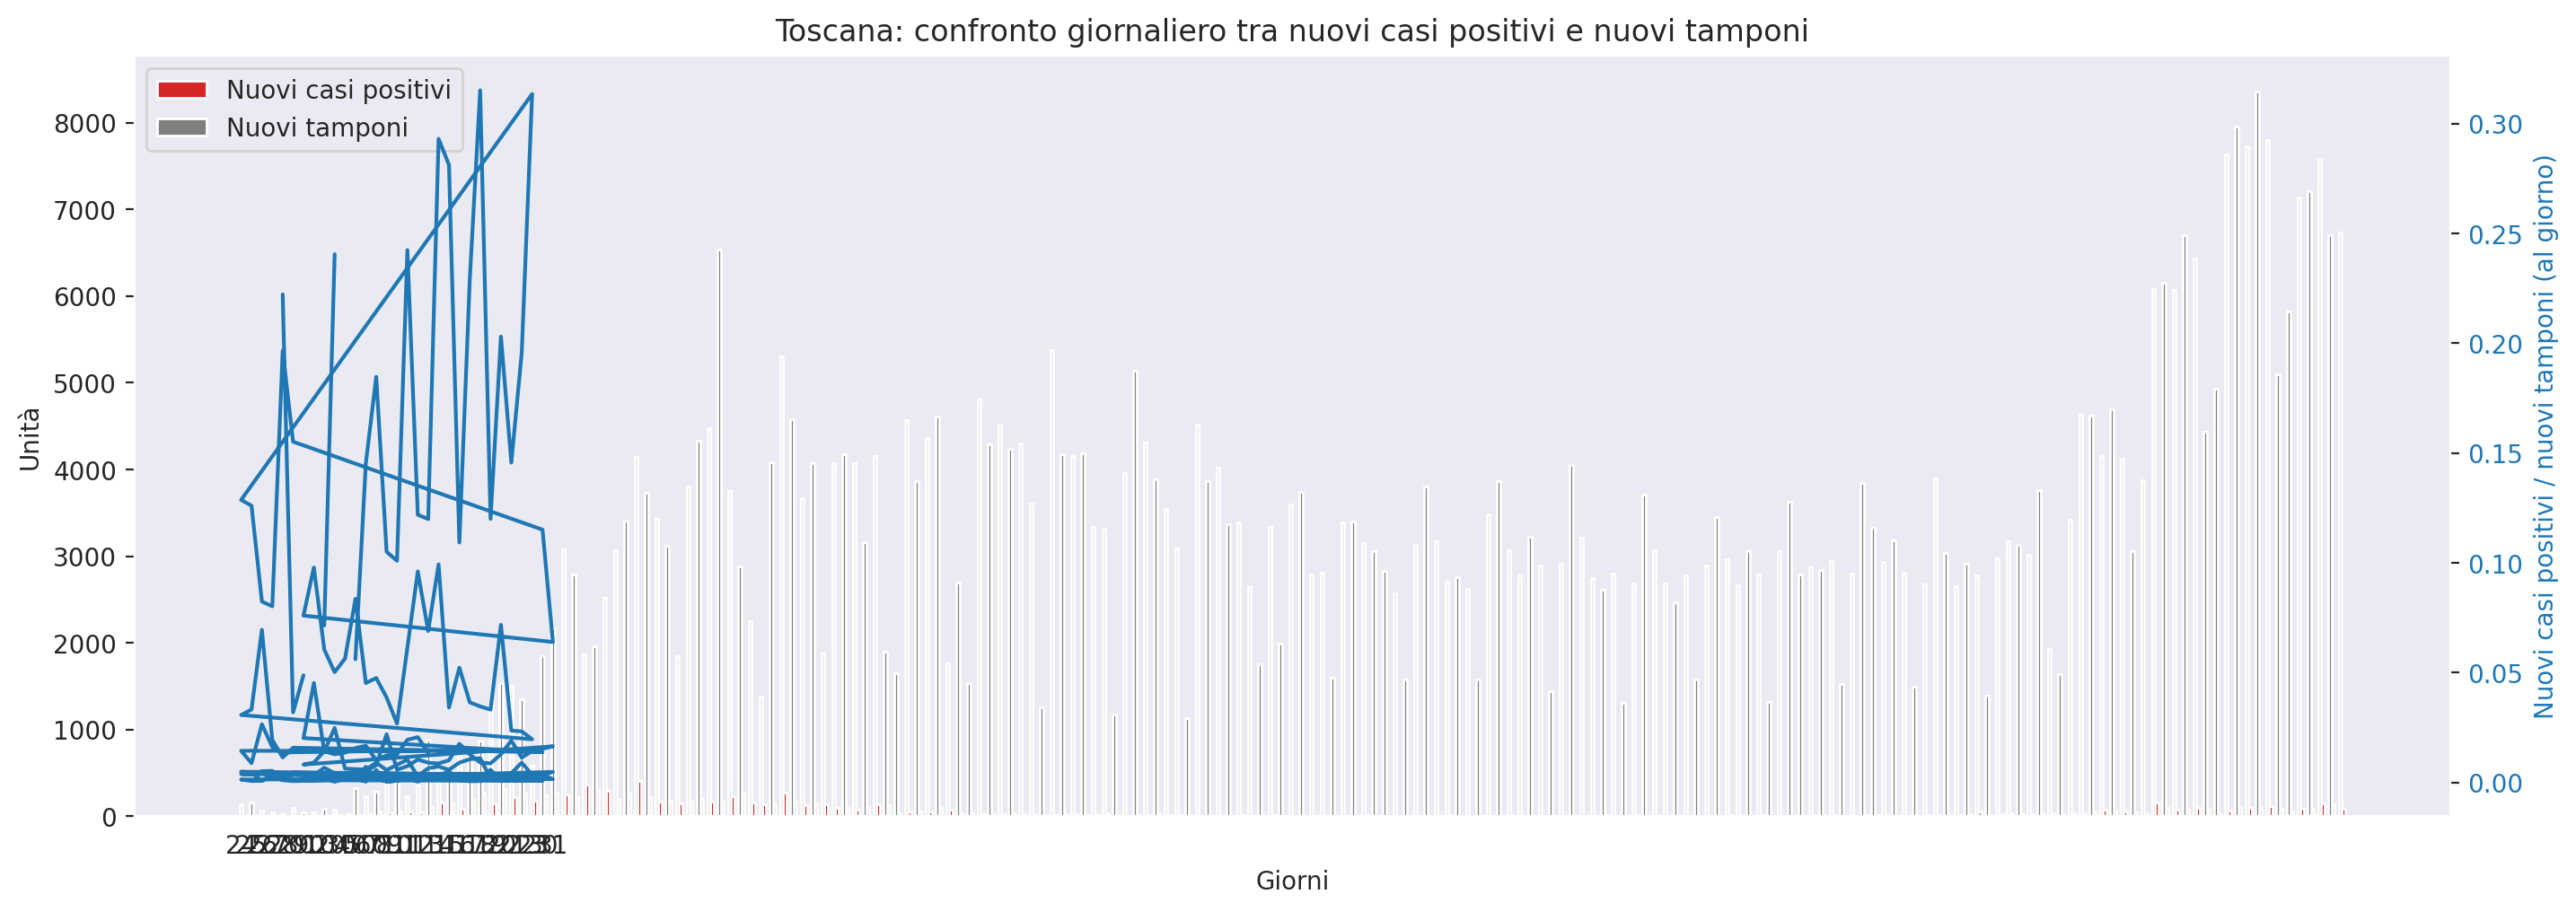 Toscana: confronto giornaliero tra nuovi casi positivi e nuovi tamponi
Nuovi casi positivi
Nuovi tamponi
8000
7000
6000
5000
4000
3000
2000
1000
0
Unità
0.30
0.25
0.20
0.15
0.10
0.05
0.00
Nuovi casi positivi / nuovi tamponi (al giorno)
Giorni